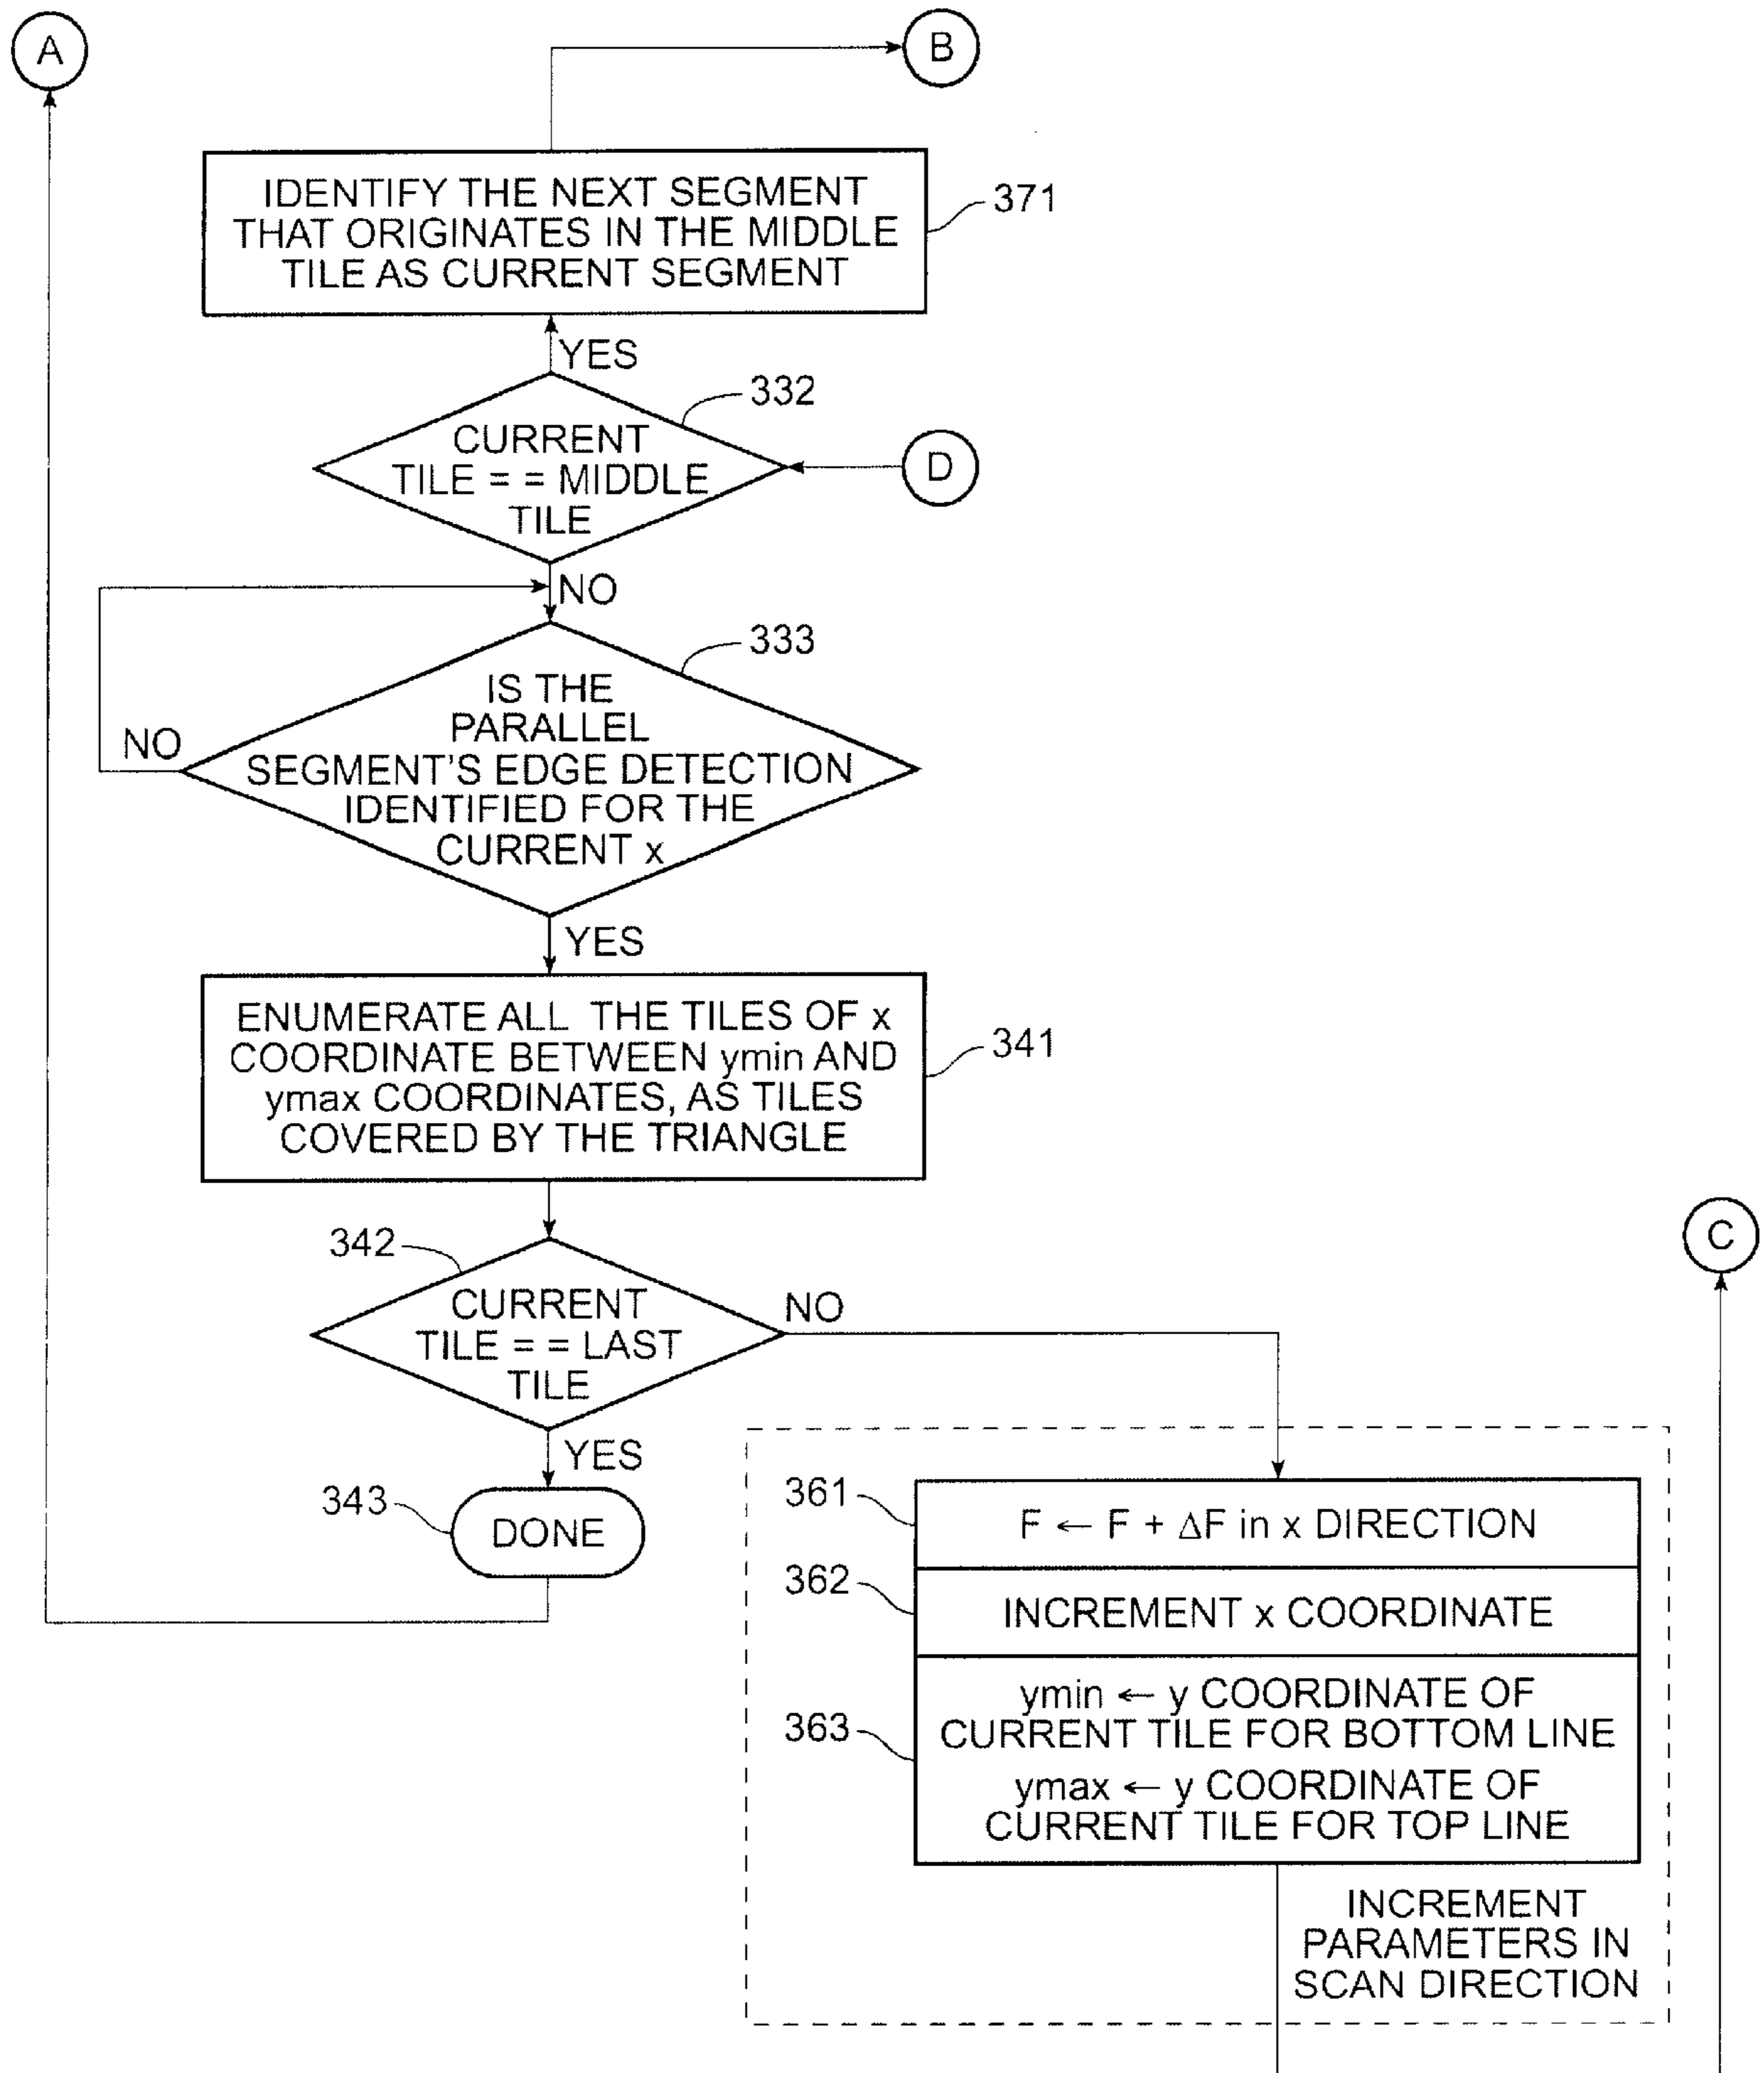 A
B
IDENTIFY THE NEXT SEGMENT
THAT ORIGINATES IN THE MIDDLE
TILE AS CURRENT SEGMENT
371
YES
332
CURRENT
TILE = = MIDDLE
TILE
D
NO
333
IS THE
PARALLEL
SEGMENT'S EDGE DETECTION
IDENTIFIED FOR THE
CURRENT x
NO
YES
ENUMERATE ALL THE TILES OF x
COORDINATE BETWEEN ymin AND
ymax COORDINATES, AS TILES
COVERED BY THE TRIANGLE
341
C
342
CURRENT
TILE = = LAST
TILE
NO
YES
343
DONE
361
F ← F + ΔF in x DIRECTION
362
INCREMENT x COORDINATE
363
ymin ← y COORDINATE OF
CURRENT TILE FOR BOTTOM LINE
ymax ← y COORDINATE OF
CURRENT TILE FOR TOP LINE
INCREMENT
PARAMETERS IN
SCAN DIRECTION